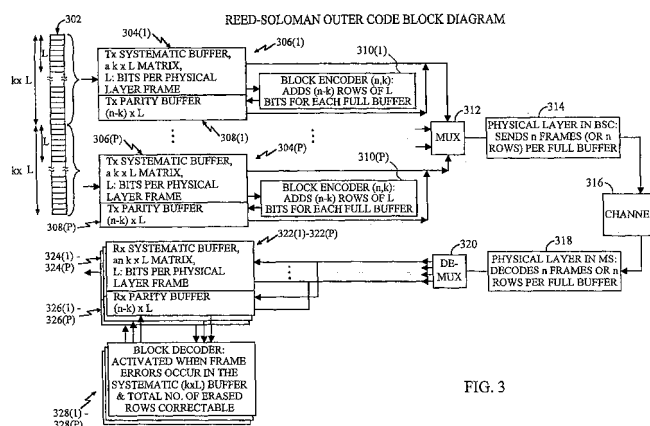 REED-SOLOMAN OUTER CODE BLOCK DIAGRAM
302
L
kx L
L
kx L
304(1)
306(1)
Tx SYSTEMATIC BUFFER,
a k x L MATRIX,
L: BITS PER PHYSICAL
LAYER FRAME
Tx PARITY BUFFER
(n-k) x L
308(1)
310(1)
BLOCK ENCODER (n,k):
ADDS (n-k) ROWS OF L
BITS FOR EACH FULL BUFFER
306(P)
304(P)
Tx SYSTEMATIC BUFFER,
a k x L MATRIX,
L: BITS PER PHYSICAL
LAYER FRAME
Tx PARITY BUFFER
(n-k) x L
308(P)
310(P)
BLOCK ENCODER (n,k):
ADDS (n-k) ROWS OF L
BITS FOR EACH FULL BUFFER
312
MUX
314
PHYSICAL LAYER IN BSC:
SENDS n FRAMES (OR n
ROWS) PER FULL BUFFER
316
CHANNEL
318
PHYSICAL LAYER IN MS:
DECODES n FRAMES OR n
ROWS PER FULL BUFFER
320
DE-
MUX
322(1)-322(P)
324(1) -
324(P)
Rx SYSTEMATIC BUFFER,
an k x L MATRIX,
L: BITS PER PHYSICAL
LAYER FRAME
Rx PARITY BUFFER
(n-k) x L
326(1) -
326(P)
BLOCK DECODER:
ACTIVATED WHEN FRAME
ERRORS OCCUR IN THE
SYSTEMATIC (kxL) BUFFER
& TOTAL NO. OF ERASED
ROWS CORRECTABLE
328(1) -
328(P)
FIG. 3